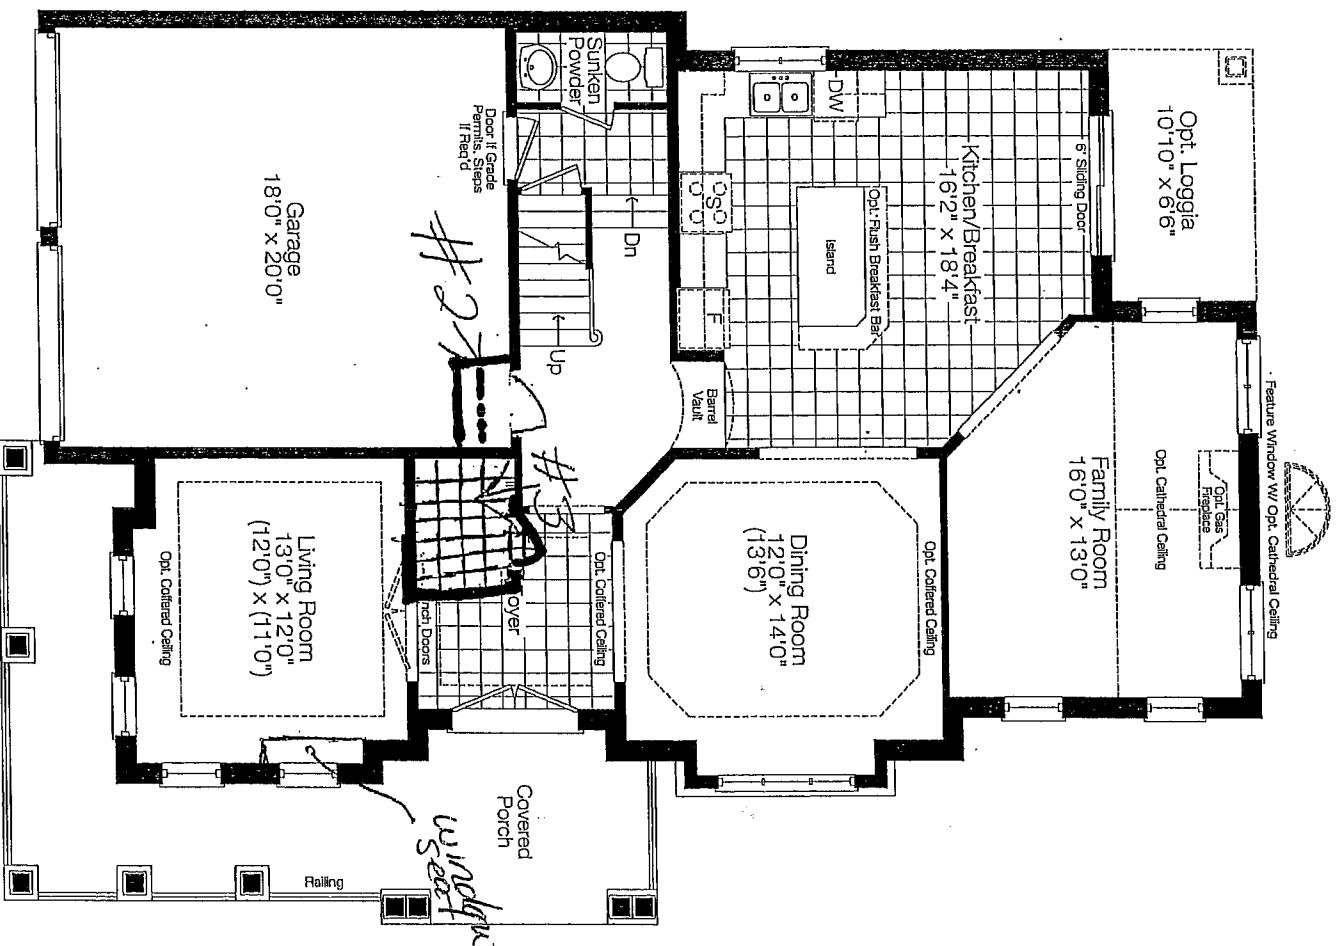 Opt. Loggia
10'10" x 6'6"
Feature Window W/ Opt. Cathedral Ceiling
Opt. Gas
Fireplace
Opt. Cathedral Ceiling
Family Room
16'0" x 13'0"
6' Sliding Door
Kitchen/Breakfast
16'2" x 18'4"
Opt. Flush Breakfast Bar
Island
DW
S
F
Barrel
Vault
Opt. Coffered Ceiling
Dining Room
12'0" x 14'0"
(13'6")
Sunken
Powder
Dn
Up
Door If Grade
Permits, Steps
If Req'd
Garage
18'0" x 20'0"
#2
#3
Opt. Coffered Ceiling
oyer
nch Doors
Living Room
13'0" x 12'0"
(12'0") x (11'0")
Opt. Coffered Ceiling
Covered
Porch
window
seat
Railing